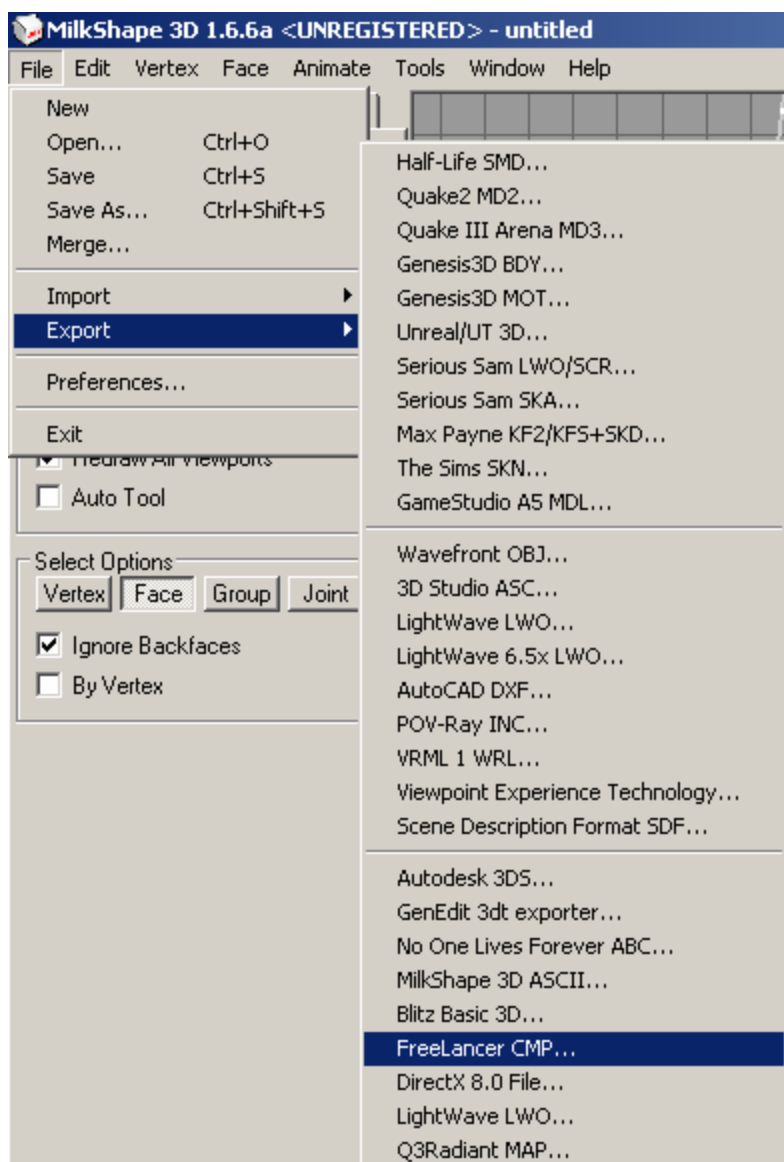 MilkShape 3D 1.6.6a <UNREGISTERED> - untitled
File Edit Vertex Face Animate Tools Window Help
New
Open... Ctrl+O
Save Ctrl+S
Save As... Ctrl+Shift+S
Merge...
Import
Export
Preferences...
Exit
Redraw All Viewports
Auto Tool
Select Options
Vertex Face Group Joint
Ignore Backfaces
By Vertex
Half-Life SMD...
Quake2 MD2...
Quake III Arena MD3...
Genesis3D BDY...
Genesis3D MOT...
Unreal/UT 3D...
Serious Sam LWO/SCR...
Serious Sam SKA...
Max Payne KF2/KFS+SKD...
The Sims SKN...
GameStudio A5 MDL...
Wavefront OBJ...
3D Studio ASC...
LightWave LWO...
LightWave 6.5x LWO...
AutoCAD DXF...
POV-Ray INC...
VRML 1 WRL...
Viewpoint Experience Technology...
Scene Description Format SDF...
Autodesk 3DS...
GenEdit 3dt exporter...
No One Lives Forever ABC...
MilkShape 3D ASCII...
Blitz Basic 3D...
FreeLancer CMP...
DirectX 8.0 File...
LightWave LWO...
Q3Radiant MAP...